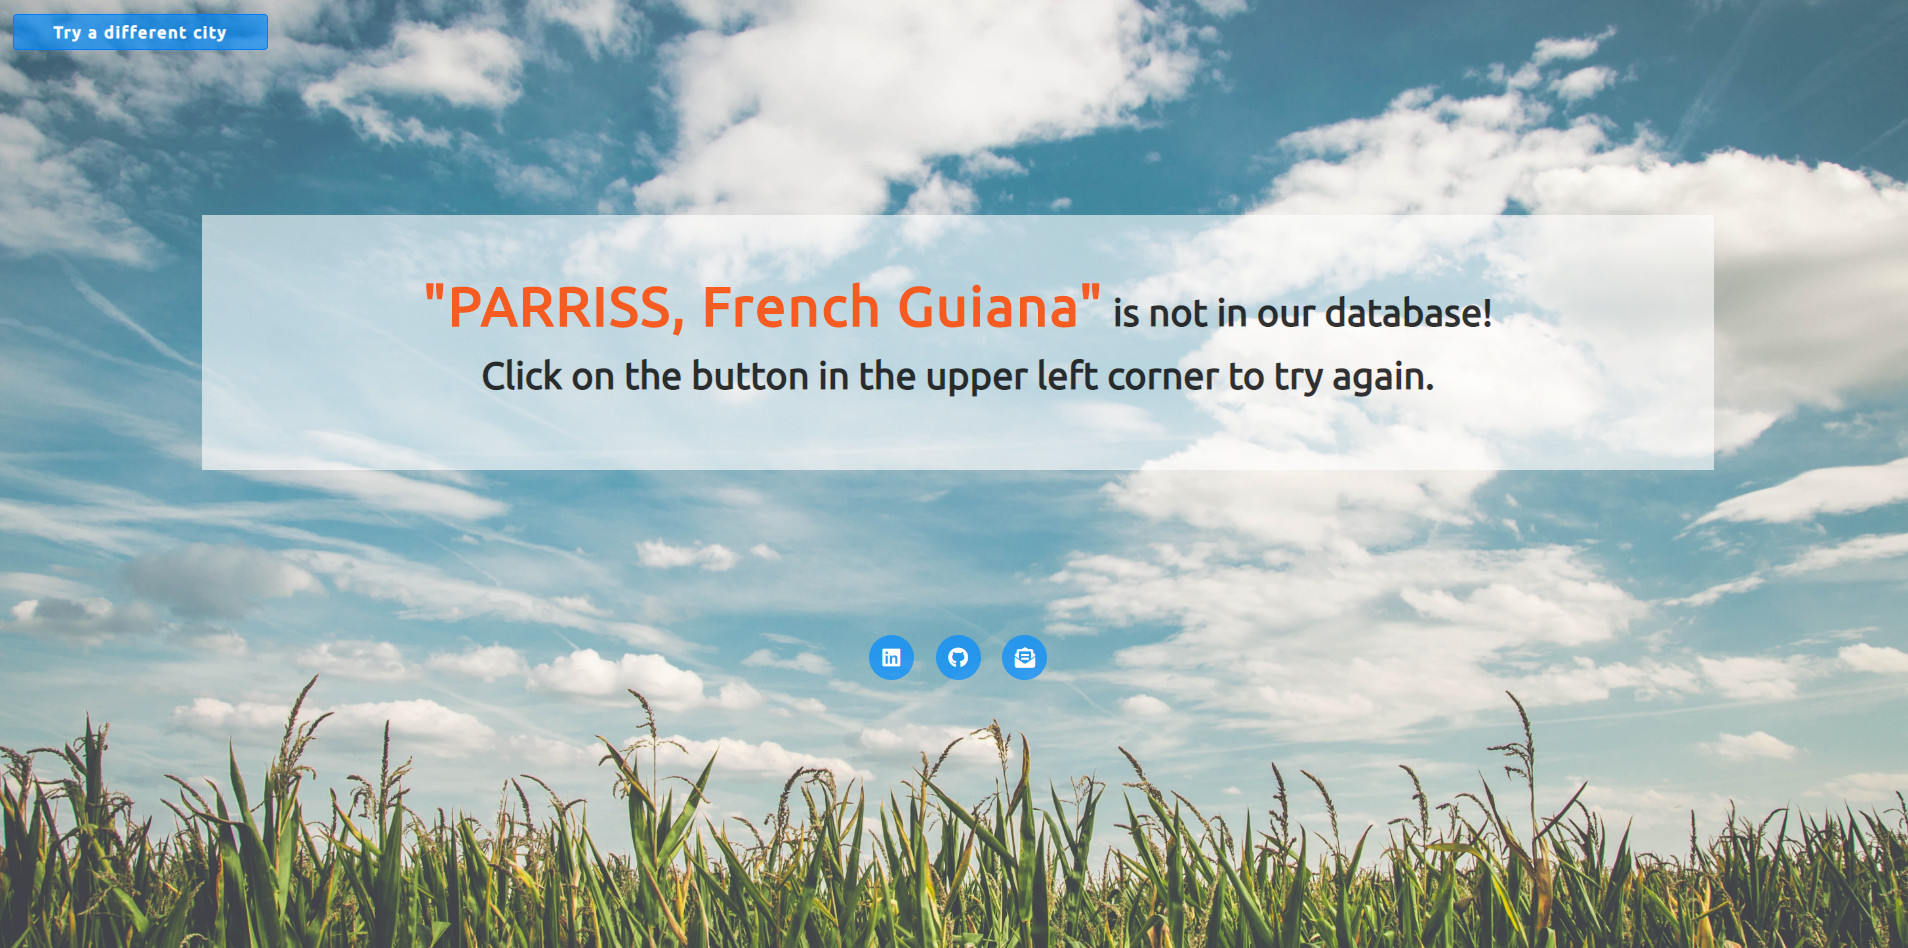 Try a different city
"PARRISS, French Guiana" is not in our database!
Click on the button in the upper left corner to try again.